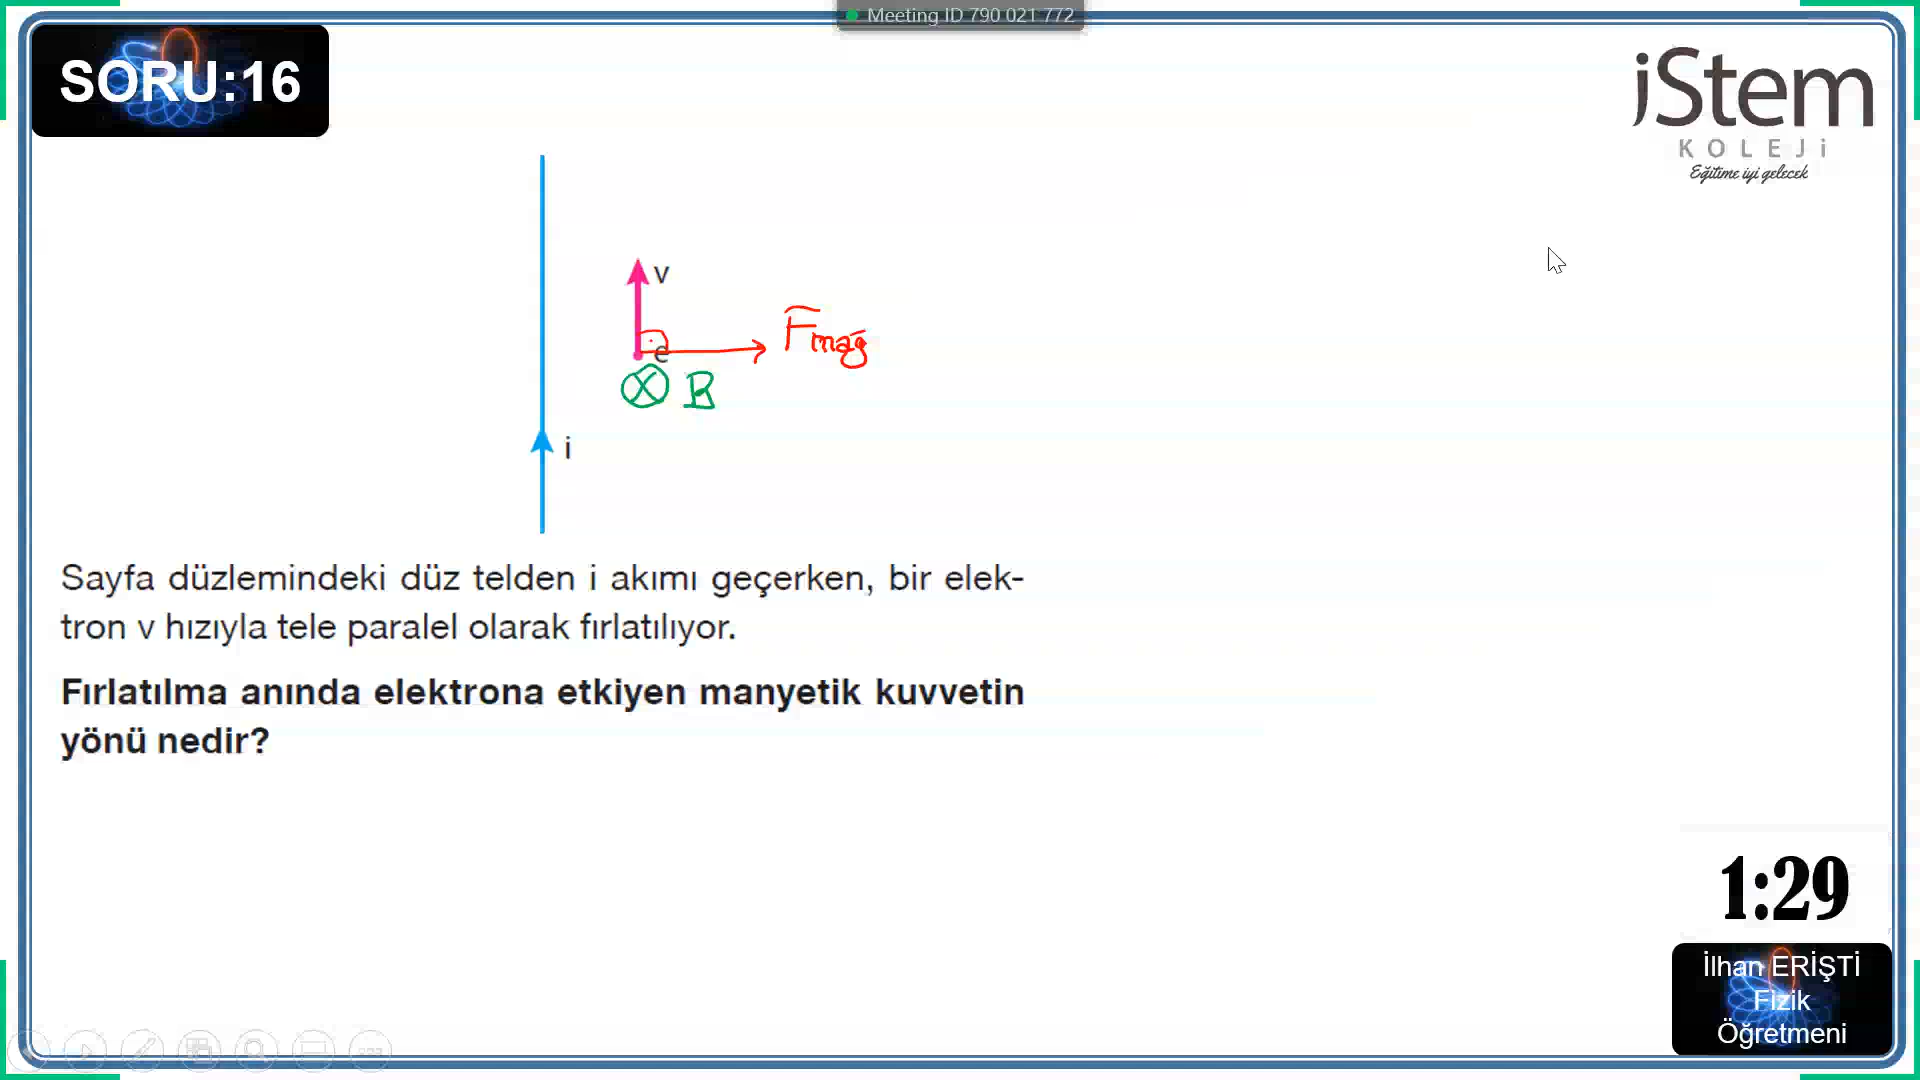 Meeting ID 790 021 772
SORU:16
iStem
KOLEJi
Eğitime iyi gelecek
v
Fmağ
e
B
i
Sayfa düzlemindeki düz telden i akımı geçerken, bir elek-
tron v hızıyla tele paralel olarak fırlatılıyor.
Fırlatılma anında elektrona etkiyen manyetik kuvvetin
yönü nedir?
1:29
İlhan ERİŞTİ
Fizik
Öğretmeni